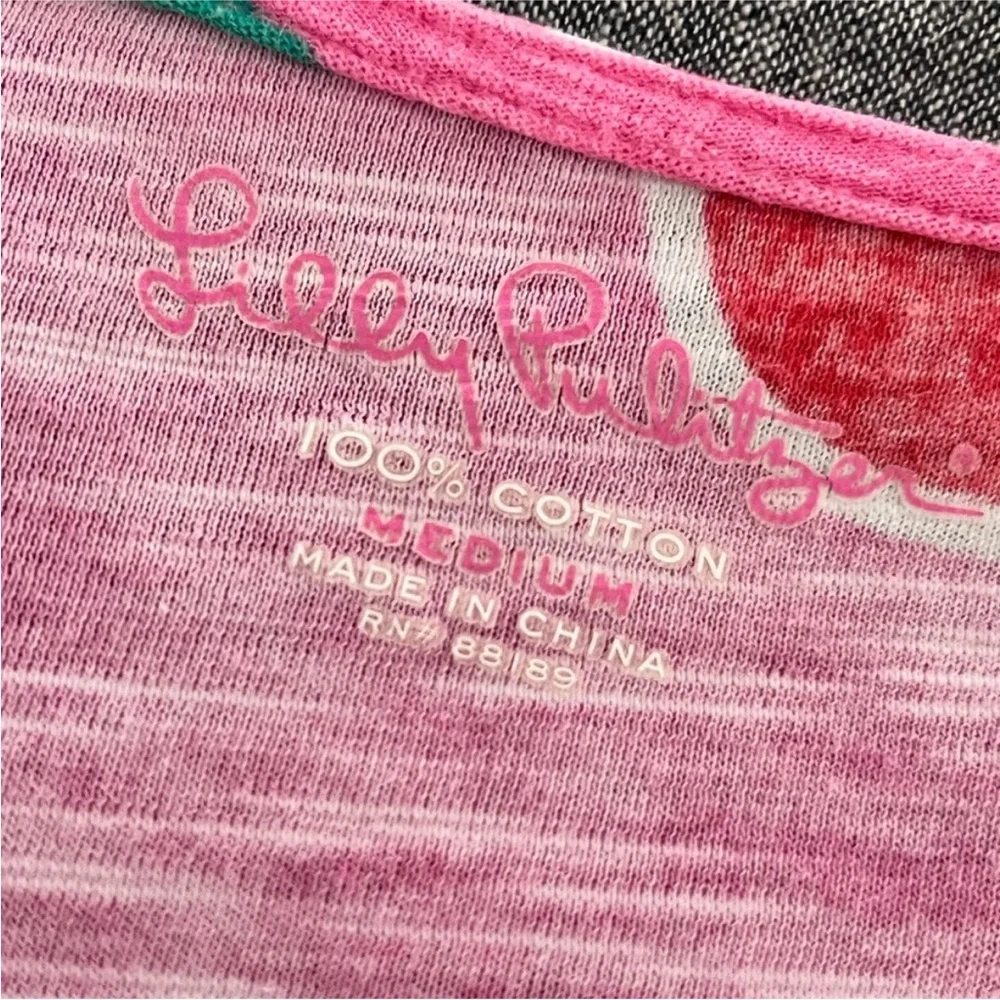 Lilly Pulitzer®
100% COTTON
MEDIUM
MADE IN CHINA
RN# 88189